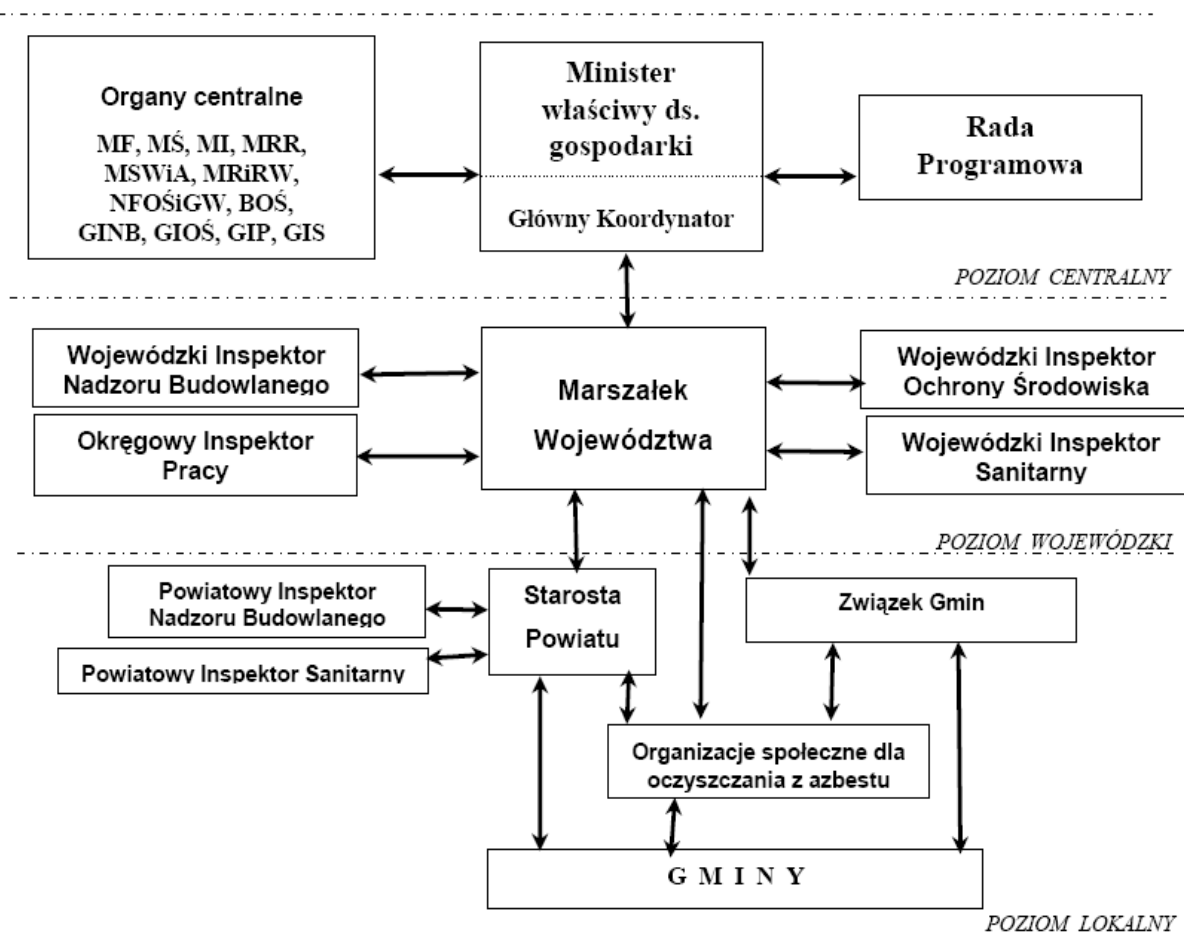 Organy centralne
MF, MŚ, MI, MRR,
MSWiA, MRiRW,
NFOŚiGW, BOŚ,
GINB, GIOŚ, GIP, GIS
Minister
właściwy ds.
gospodarki
Główny Koordynator
Rada
Programowa
POZIOM CENTRALNY
Wojewódzki Inspektor
Nadzoru Budowlanego
Okręgowy Inspektor
Pracy
Marszałek
Województwa
Wojewódzki Inspektor
Ochrony Środowiska
Wojewódzki Inspektor
Sanitarny
POZIOM WOJEWÓDZKI
Powiatowy Inspektor
Nadzoru Budowlanego
Powiatowy Inspektor Sanitarny
Starosta
Powiatu
Związek Gmin
Organizacje społeczne dla
oczyszczania z azbestu
G M I N Y
POZIOM LOKALNY